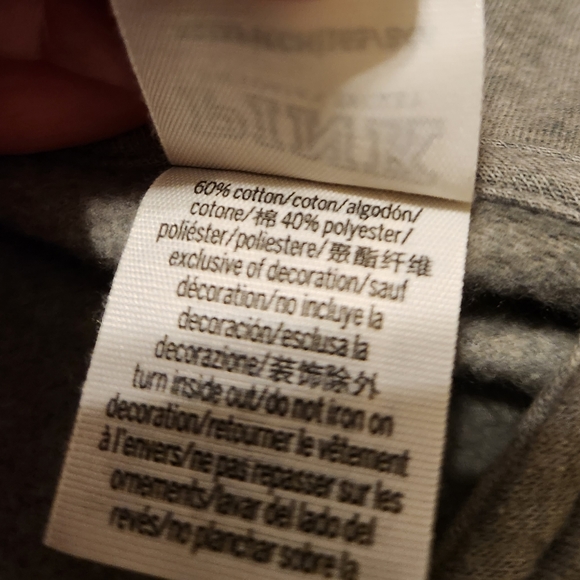 60% cotton/coton/algodón/
cotone/棉 40% polyester/
poliéster/poliestere/聚酯纤维
exclusive of decoration/sauf
décoration/no incluye la
decoración/esclusa la
decorazione/装饰除外
turn inside out/do not iron on
decoration/retourner le vêtement
à l'envers/ne pas repasser sur les
ornements/lavar del lado del
revés/no planchar sobre la